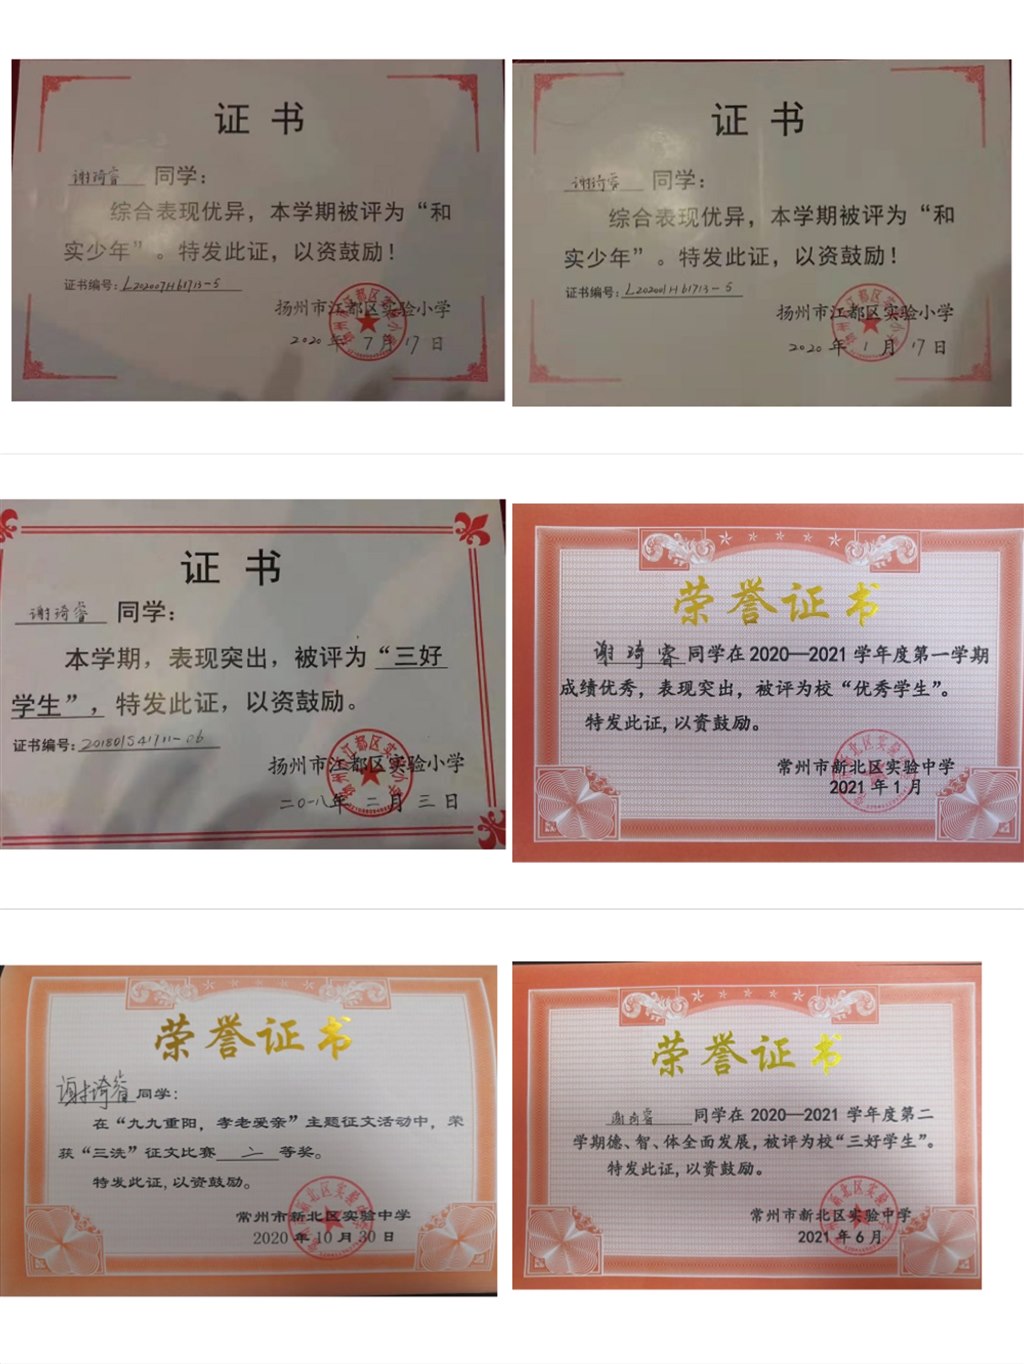 证书
谢琦睿 同学：
综合表现优异，本学期被评为“和
实少年”。特发此证，以资鼓励！
证书编号：L202007Hb1713-5
扬州市江都区实验小学
2020年7月17日
证书
谢琦睿 同学：
综合表现优异，本学期被评为“和
实少年”。特发此证，以资鼓励！
证书编号：L202001Hb1713-5
扬州市江都区实验小学
2020年1月17日
证书
谢琦睿 同学：
本学期，表现突出，被评为“三好
学生”，特发此证，以资鼓励。
证书编号：201801S41711-06
扬州市江都区实验小学
二〇一八年二月三日
荣誉证书
谢琦睿同学在2020—2021学年度第一学期
成绩优秀，表现突出，被评为校“优秀学生”。
特发此证，以资鼓励。
常州市新北区实验中学
2021年1月
荣誉证书
谢琦睿同学：
在“九九重阳，孝老爱亲”主题征文活动中，荣
获“三洗”征文比赛二等奖。
特发此证，以资鼓励。
常州市新北区实验中学
2020年10月30日
荣誉证书
谢琦睿 同学在2020—2021学年度第二
学期德、智、体全面发展，被评为校“三好学生”。
特发此证，以资鼓励。
常州市新北区实验中学
2021年6月